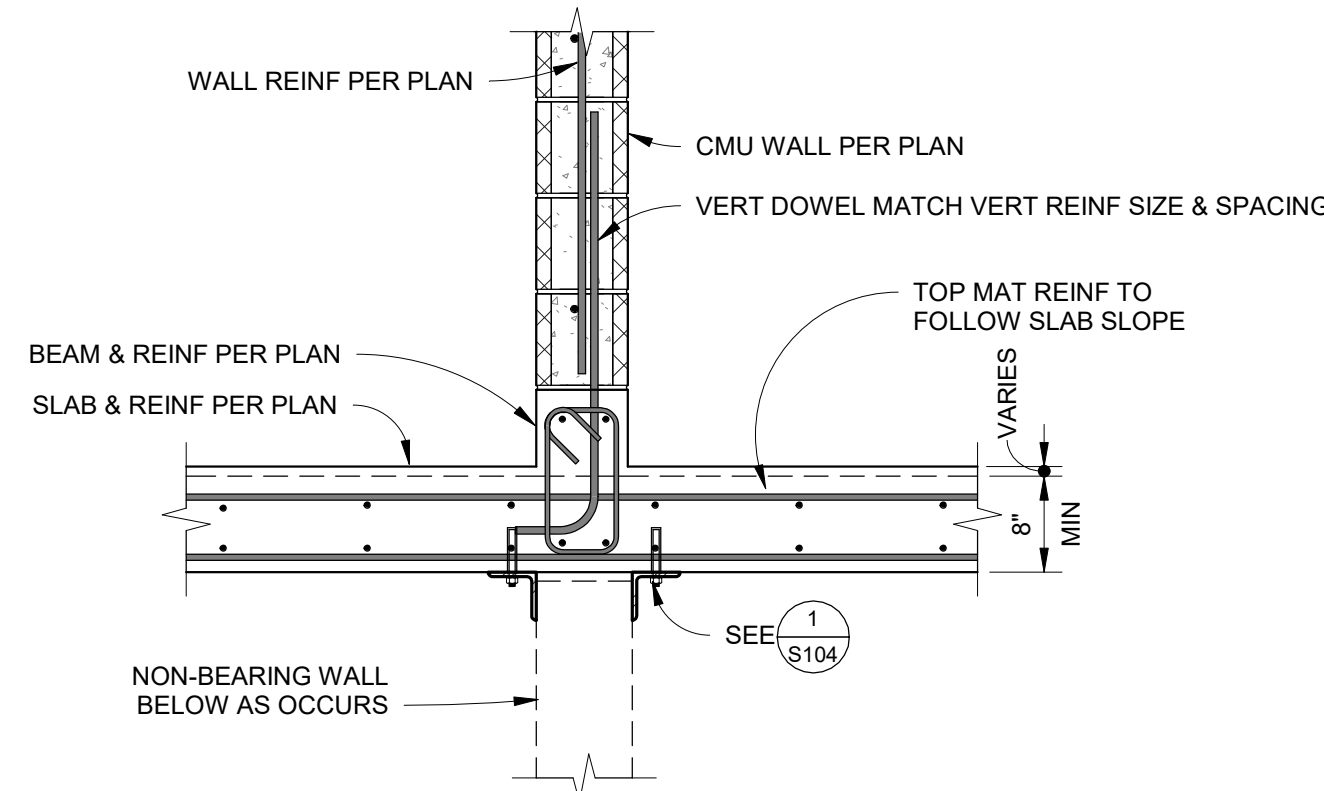 WALL REINF PER PLAN
CMU WALL PER PLAN
VERT DOWEL MATCH VERT REINF SIZE & SPACING
TOP MAT REINF TO
FOLLOW SLAB SLOPE
BEAM & REINF PER PLAN
SLAB & REINF PER PLAN
VARIES
8"
MIN
SEE
1
S104
NON-BEARING WALL
BELOW AS OCCURS